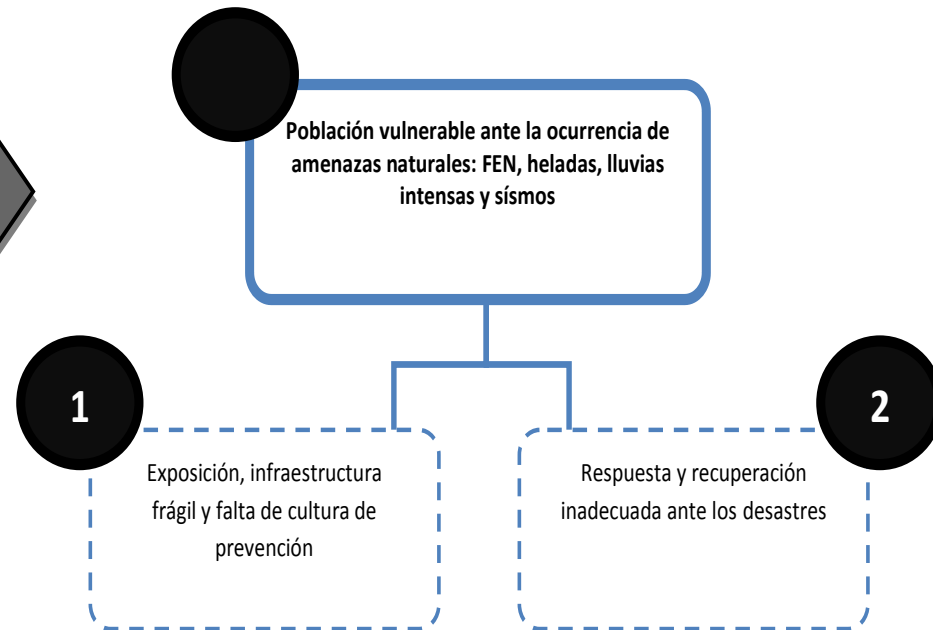 Población vulnerable ante la ocurrencia de
amenazas naturales: FEN, heladas, lluvias
intensas y sísmos
1
Exposición, infraestructura
frágil y falta de cultura de
prevención
2
Respuesta y recuperación
inadecuada ante los desastres